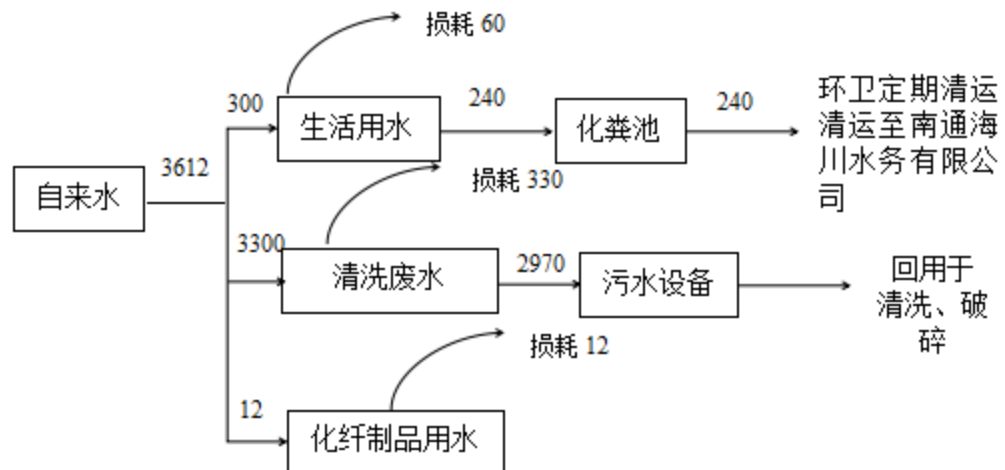 损耗 60
300
生活用水
240
化粪池
240
环卫定期清运
清运至南通海
川水务有限公
司
3612
自来水
损耗 330
3300
清洗废水
2970
污水设备
回用于
清洗、破
碎
损耗 12
12
化纤制品用水